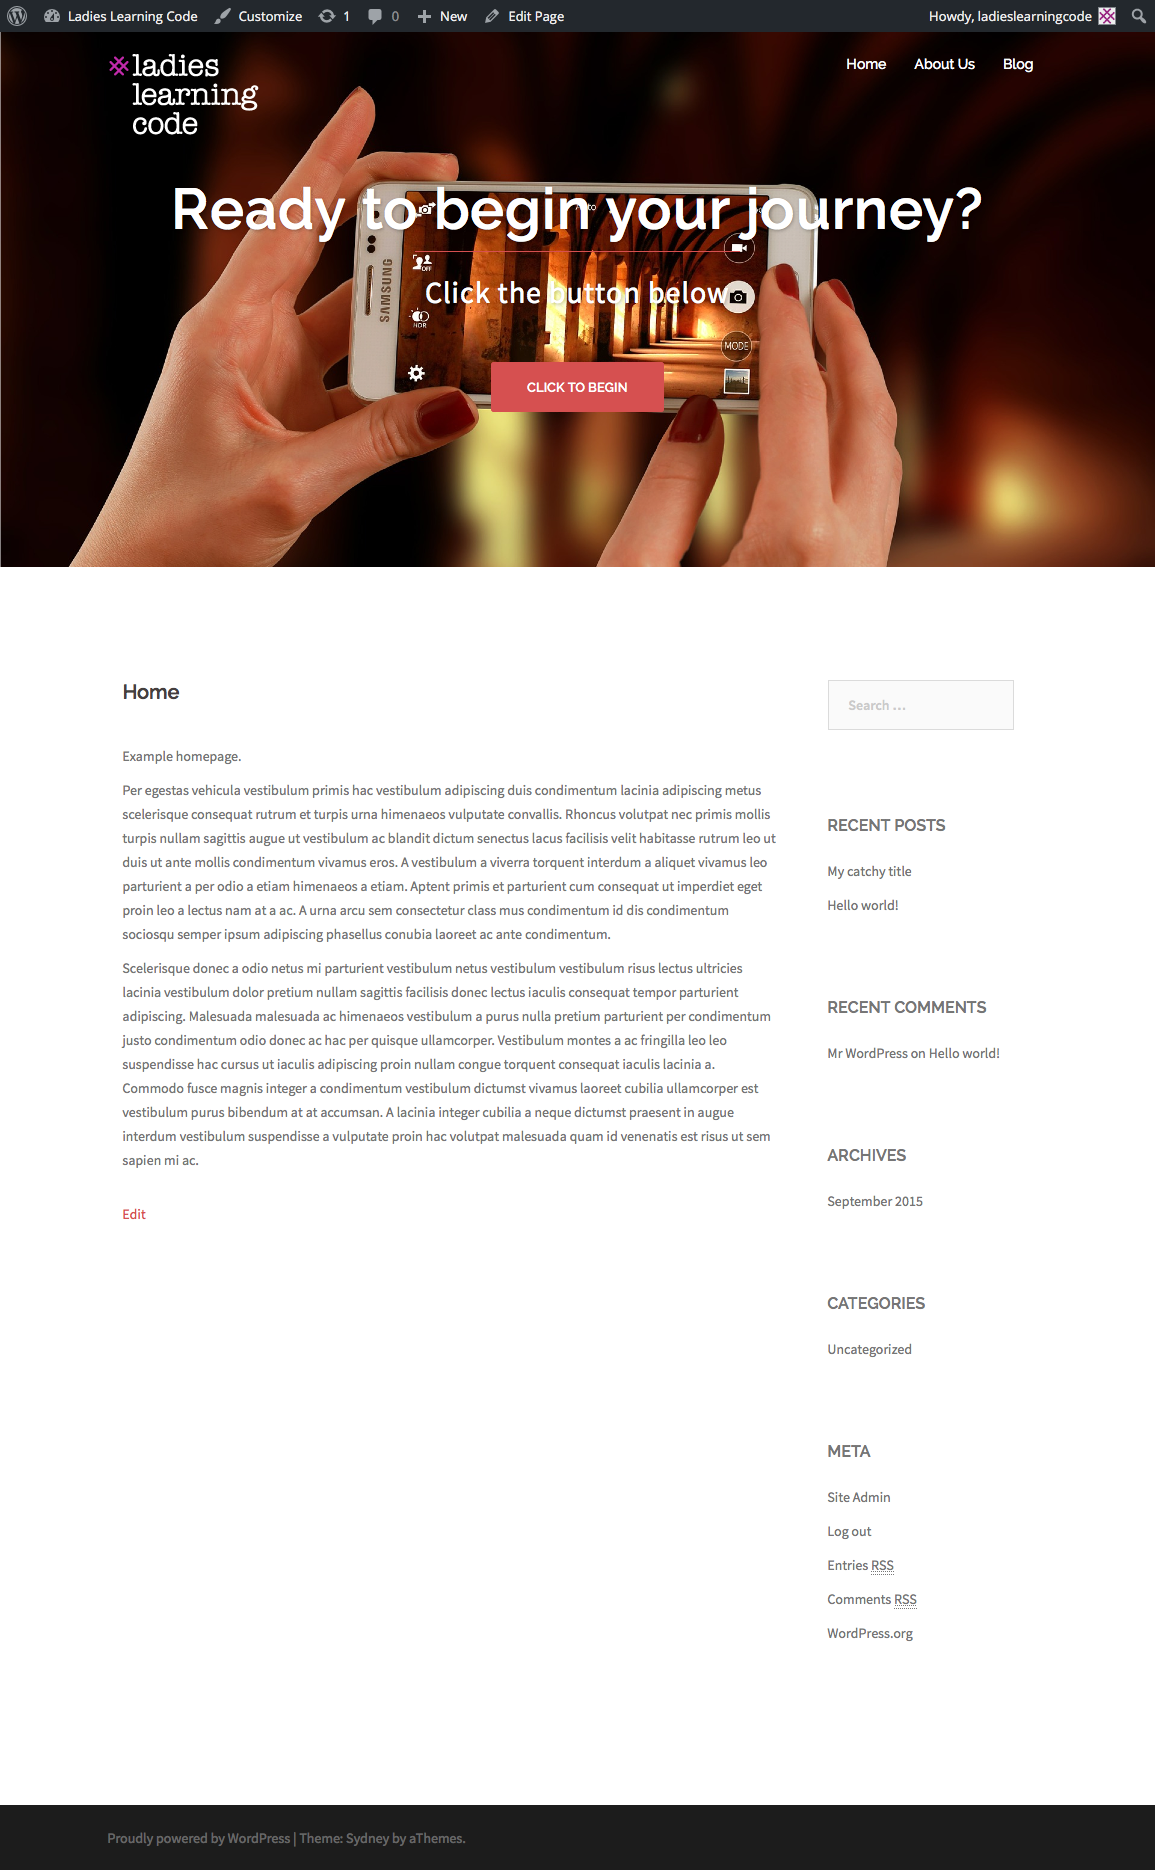 Ladies Learning Code Customize 1 0 New Edit Page Howdy, ladieslearningcode
ladies
learning
code
Home About Us Blog
Ready to begin your journey?
Auto
SAMSUNG
OFF
Click the button below
HDR
MODE
CLICK TO BEGIN
Home
Example homepage.
Per egestas vehicula vestibulum primis hac vestibulum adipiscing duis condimentum lacinia adipiscing metus
scelerisque consequat rutrum et turpis urna himenaeos vulputate convallis. Rhoncus volutpat nec primis mollis
turpis nullam sagittis augue ut vestibulum ac blandit dictum senectus lacus facilisis velit habitasse rutrum leo ut
duis ut ante mollis condimentum vivamus eros. A vestibulum a viverra torquent interdum a aliquet vivamus leo
parturient a per odio a etiam himenaeos a etiam. Aptent primis et parturient cum consequat ut imperdiet eget
proin leo a lectus nam at a ac. A urna arcu sem consectetur class mus condimentum id dis condimentum
sociosqu semper ipsum adipiscing phasellus conubia laoreet ac ante condimentum.
Scelerisque donec a odio netus mi parturient vestibulum netus vestibulum vestibulum risus lectus ultricies
lacinia vestibulum dolor pretium nullam sagittis facilisis donec lectus iaculis consequat tempor parturient
adipiscing. Malesuada malesuada ac himenaeos vestibulum a purus nulla pretium parturient per condimentum
justo condimentum odio donec ac hac per quisque ullamcorper. Vestibulum montes a ac fringilla leo leo
suspendisse hac cursus ut iaculis adipiscing proin nullam congue torquent consequat iaculis lacinia a.
Commodo fusce magnis integer a condimentum vestibulum dictumst vivamus laoreet cubilia ullamcorper est
vestibulum purus bibendum at at accumsan. A lacinia integer cubilia a neque dictumst praesent in augue
interdum vestibulum suspendisse a vulputate proin hac volutpat malesuada quam id venenatis est risus ut sem
sapien mi ac.
Edit
Search ...
RECENT POSTS
My catchy title
Hello world!
RECENT COMMENTS
Mr WordPress on Hello world!
ARCHIVES
September 2015
CATEGORIES
Uncategorized
META
Site Admin
Log out
Entries RSS
Comments RSS
WordPress.org
Proudly powered by WordPress | Theme: Sydney by aThemes.